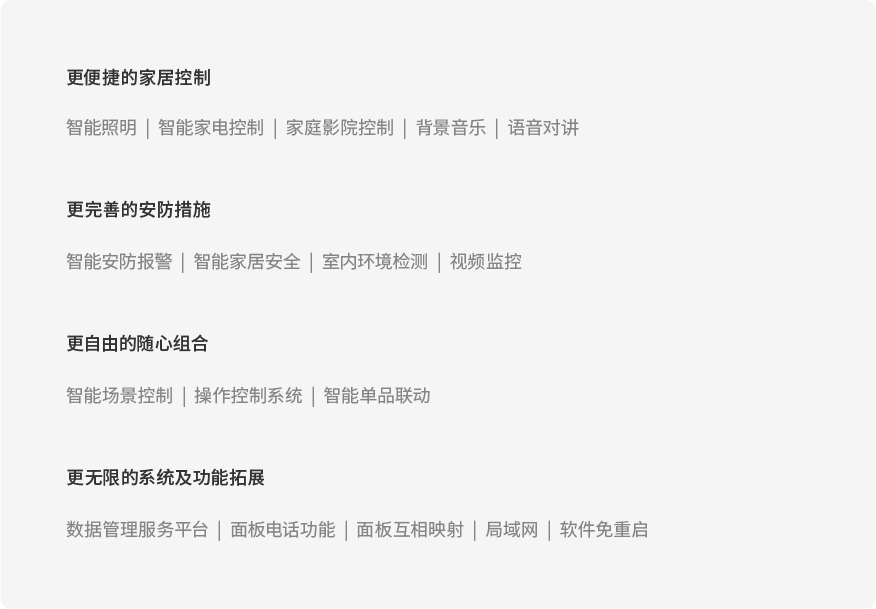 更便捷的家居控制
智能照明 | 智能家电控制 | 家庭影院控制 | 背景音乐 | 语音对讲
更完善的安防措施
智能安防报警 | 智能家居安全 | 室内环境检测 | 视频监控
更自由的随心组合
智能场景控制 | 操作控制系统 | 智能单品联动
更无限的系统及功能拓展
数据管理服务平台 | 面板电话功能 | 面板互相映射 | 局域网 | 软件免重启